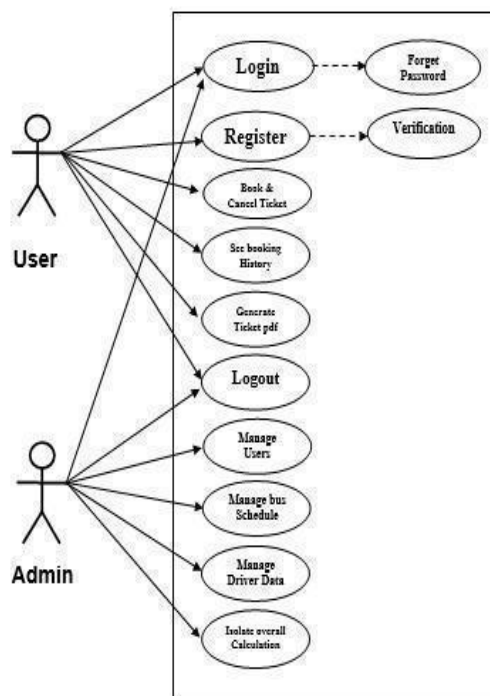 Login
Forget
Password
Register
Verification
Book &
Cancel Ticket
User
See booking
History
Generate
Ticket pdf
Logout
Manage
Users
Manage bus
Schedule
Admin
Manage
Driver Data
Isolate overall
Calculation